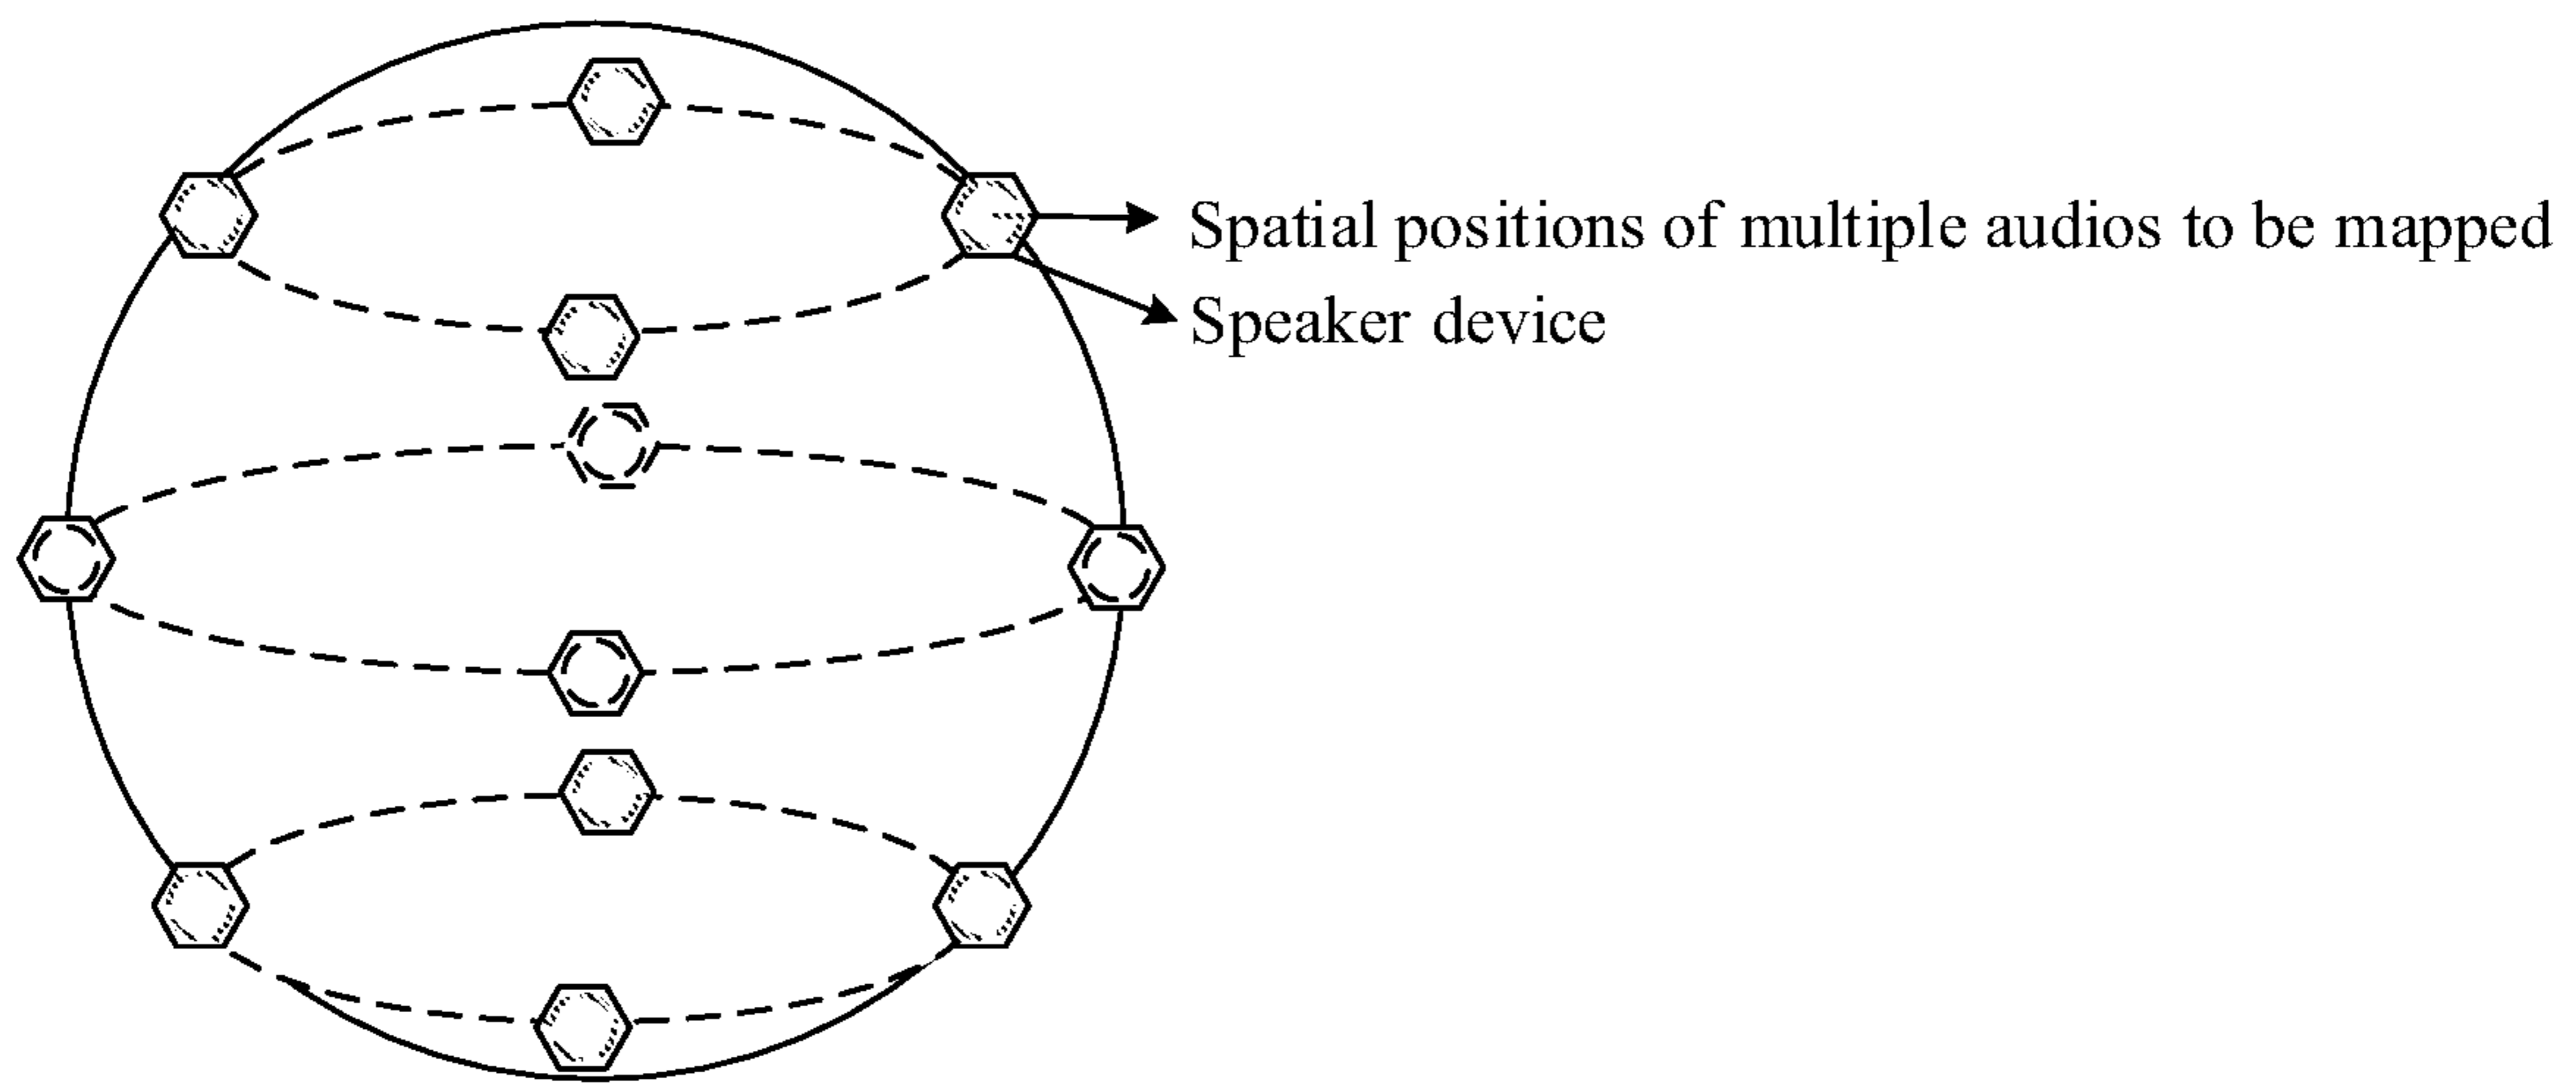 Spatial positions of multiple audios to be mapped
Speaker device